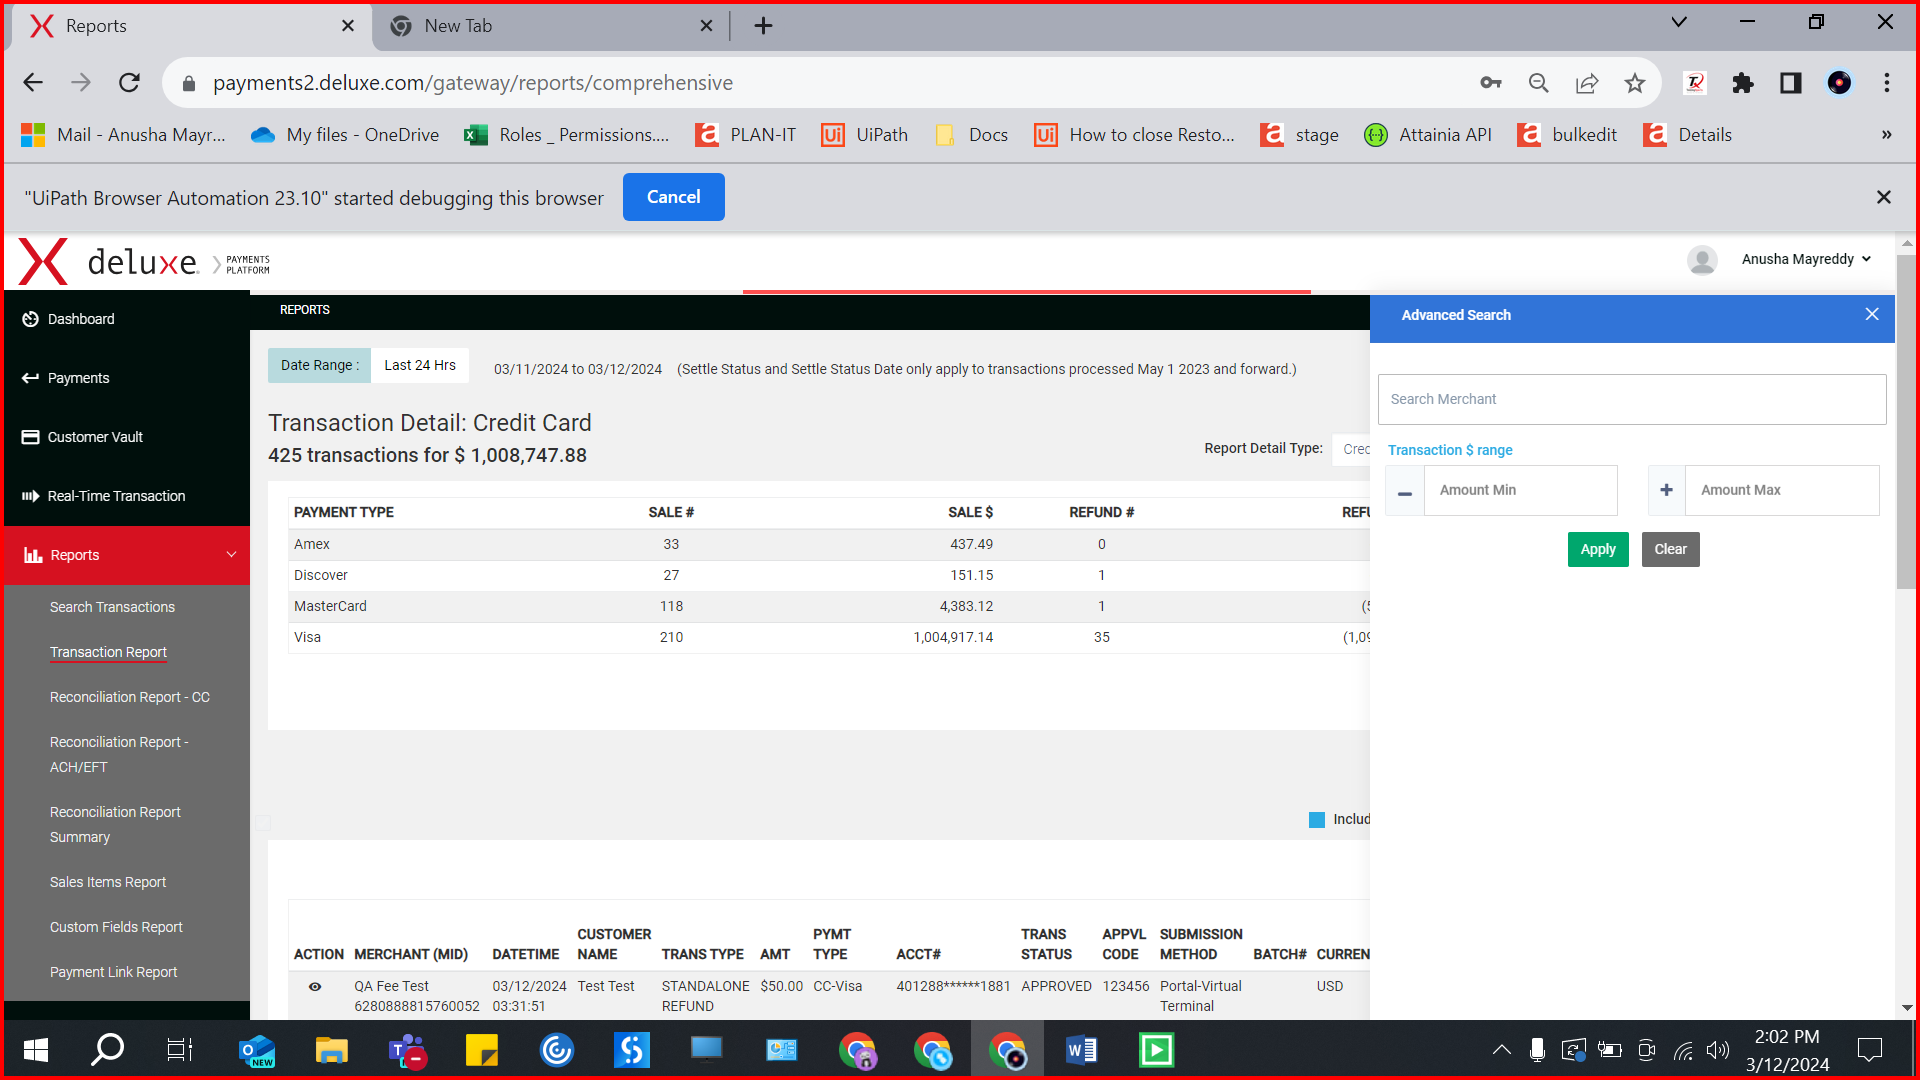 Reports
New Tab
payments2.deluxe.com/gateway/reports/comprehensive
Mail - Anusha Mayr...
My files - OneDrive
Roles _ Permissions....
PLAN-IT
UiPath
Docs
How to close Resto...
stage
Attainia API
bulkedit
Details
»
"UiPath Browser Automation 23.10" started debugging this browser
Cancel
deluxe.
PAYMENTS
PLATFORM
Anusha Mayreddy
Dashboard
Payments
Customer Vault
Real-Time Transaction
Reports
Search Transactions
Transaction Report
Reconciliation Report - CC
Reconciliation Report -
ACH/EFT
Reconciliation Report
Summary
Sales Items Report
Custom Fields Report
Payment Link Report
REPORTS
Date Range :
Last 24 Hrs
03/11/2024 to 03/12/2024
(Settle Status and Settle Status Date only apply to transactions processed May 1 2023 and forward.)
Transaction Detail: Credit Card
425 transactions for $ 1,008,747.88
Report Detail Type:
Crec
PAYMENT TYPE SALE # SALE $ REFUND # REFU
Amex 33 437.49 0
Discover 27 151.15 1
MasterCard 118 4,383.12 1 (5
Visa 210 1,004,917.14 35 (1,09
Includ
ACTION MERCHANT (MID) DATETIME CUSTOMER NAME TRANS TYPE AMT PYMT TYPE ACCT# TRANS STATUS APPVL CODE SUBMISSION METHOD BATCH# CURREN
QA Fee Test 03/12/2024 Test Test STANDALONE $50.00 CC-Visa 401288******1881 APPROVED 123456 Portal-Virtual USD
6280888815760052 03:31:51 REFUND Terminal
Advanced Search
Search Merchant
Transaction $ range
Amount Min
Amount Max
Apply
Clear
NEW
2:02 PM
3/12/2024